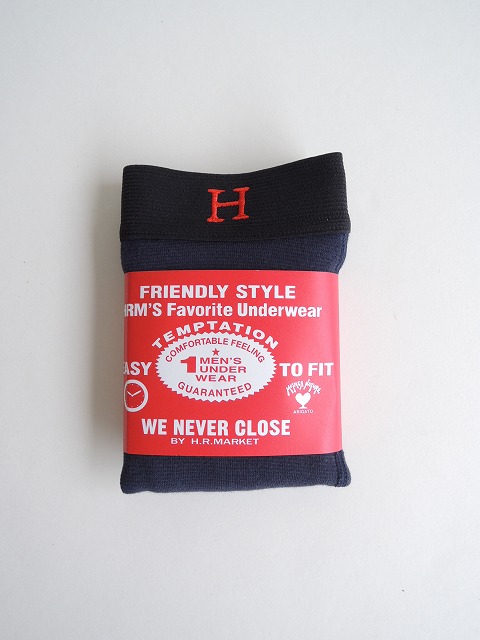 H
FRIENDLY STYLE
HRM'S Favorite Underwear
TEMPTATION
COMFORTABLE FEELING
1 MEN'S
UNDER
WEAR
GUARANTEED
EASY
TO FIT
ARIGATO
WE NEVER CLOSE
BY H.R.MARKET